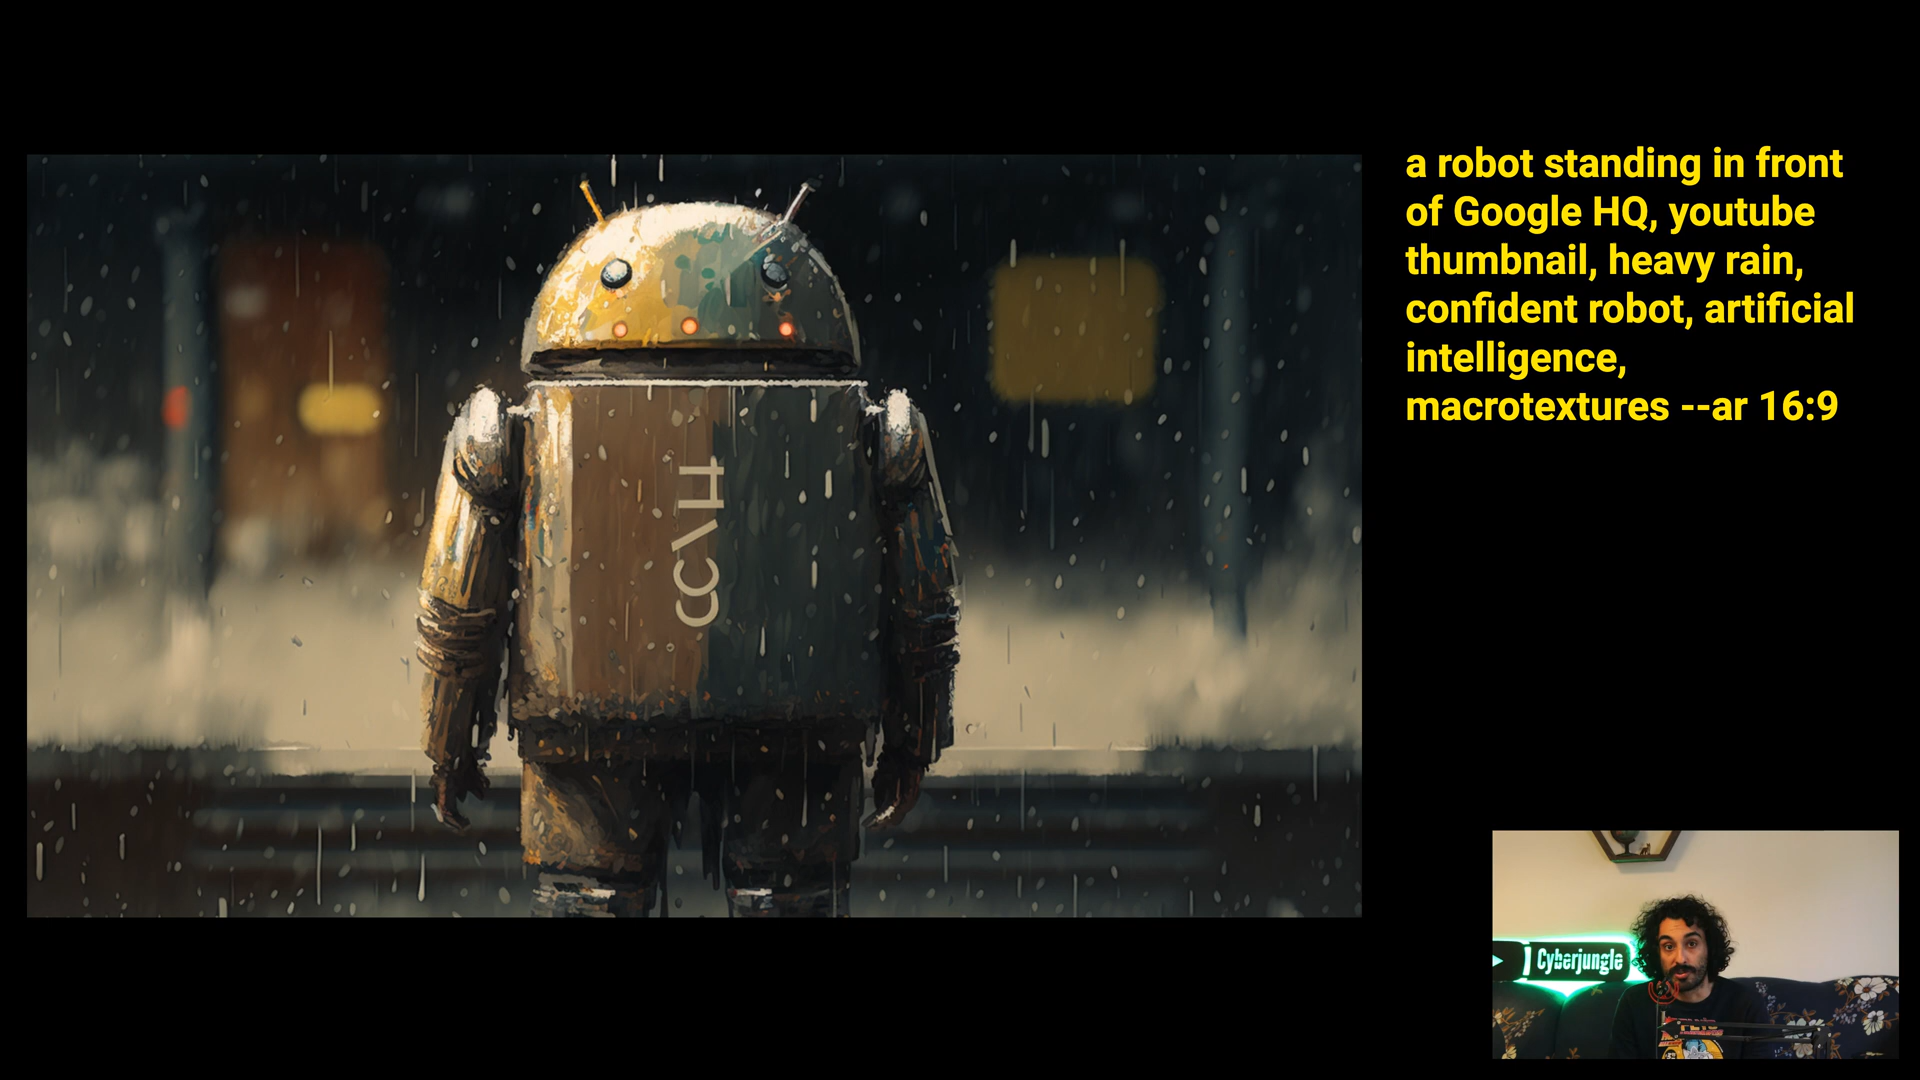 a robot standing in front
of Google HQ, youtube
thumbnail, heavy rain,
confident robot, artificial
intelligence,
macrotextures --ar 16:9
Cyberjungle